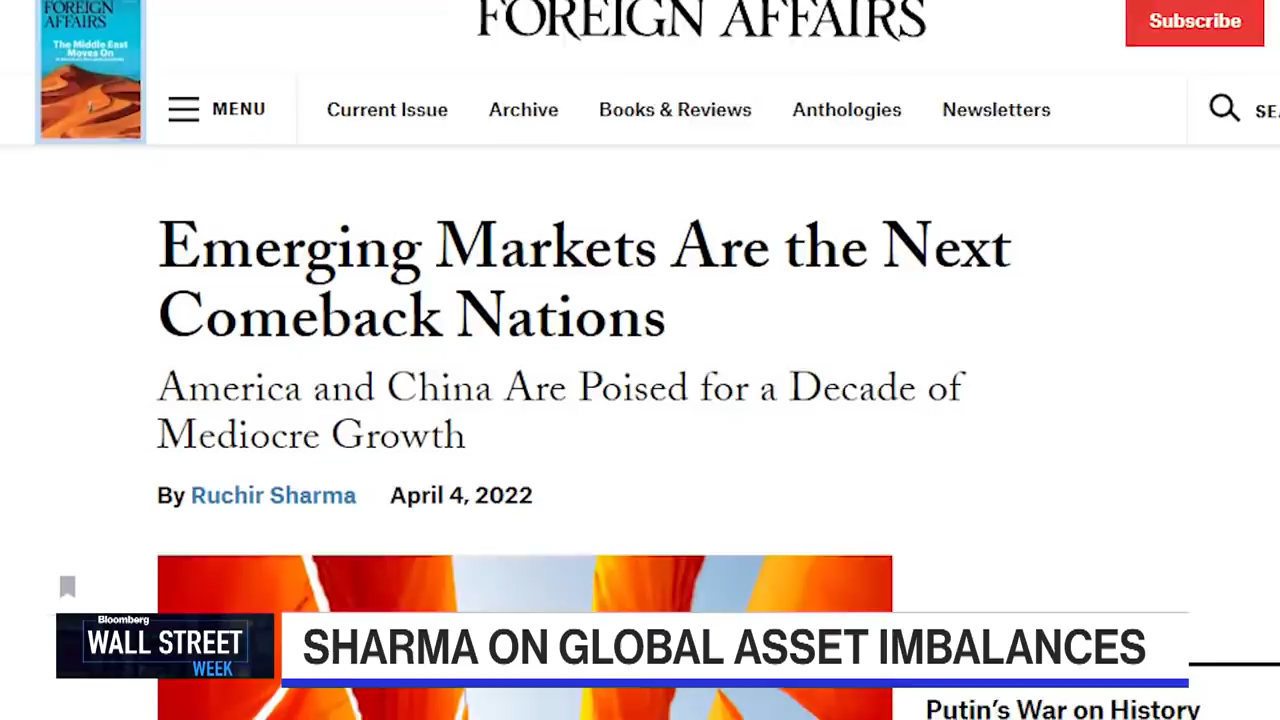 FOREIGN
AFFAIRS
The Middle East
Moves On
FOREIGN AFFAIRS
Subscribe
MENU
Current Issue
Archive
Books & Reviews
Anthologies
Newsletters
SEA
Emerging Markets Are the Next
Comeback Nations
America and China Are Poised for a Decade of
Mediocre Growth
By Ruchir Sharma
April 4, 2022
Bloomberg
WALL STREET
WEEK
SHARMA ON GLOBAL ASSET IMBALANCES
Putin's War on History